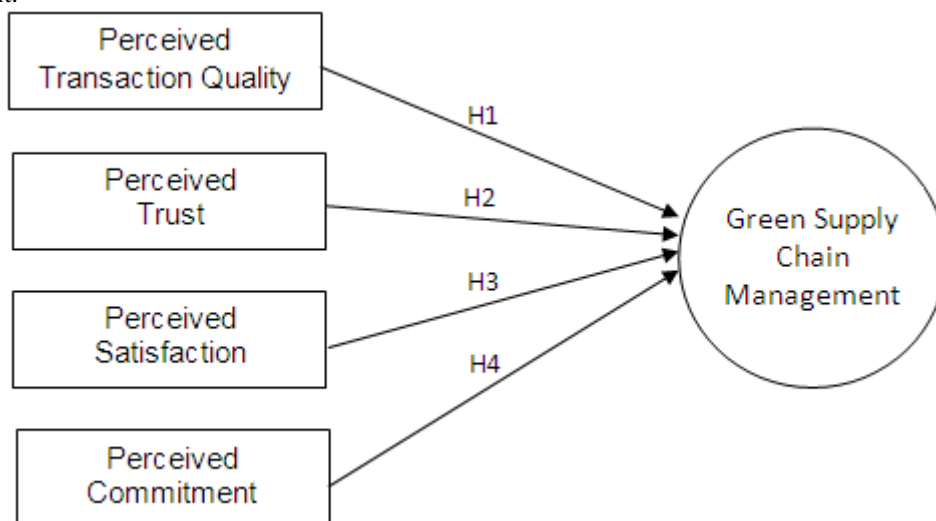 Perceived
Transaction Quality
H1
Perceived
Trust
H2
Green Supply
Chain
Management
H3
Perceived
Satisfaction
H4
Perceived
Commitment